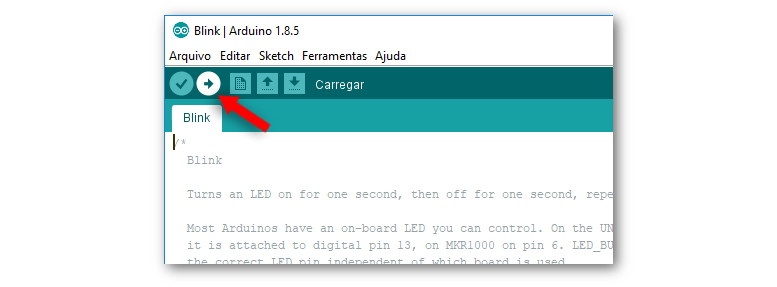 Blink | Arduino 1.8.5
Arquivo Editar Sketch Ferramentas Ajuda
Carregar
Blink
/*
Blink
Turns an LED on for one second, then off for one second, repe
Most Arduinos have an on-board LED you can control. On the UN
it is attached to digital pin 13, on MKR1000 on pin 6. LED_BU
the correct LED pin independent of which board is used